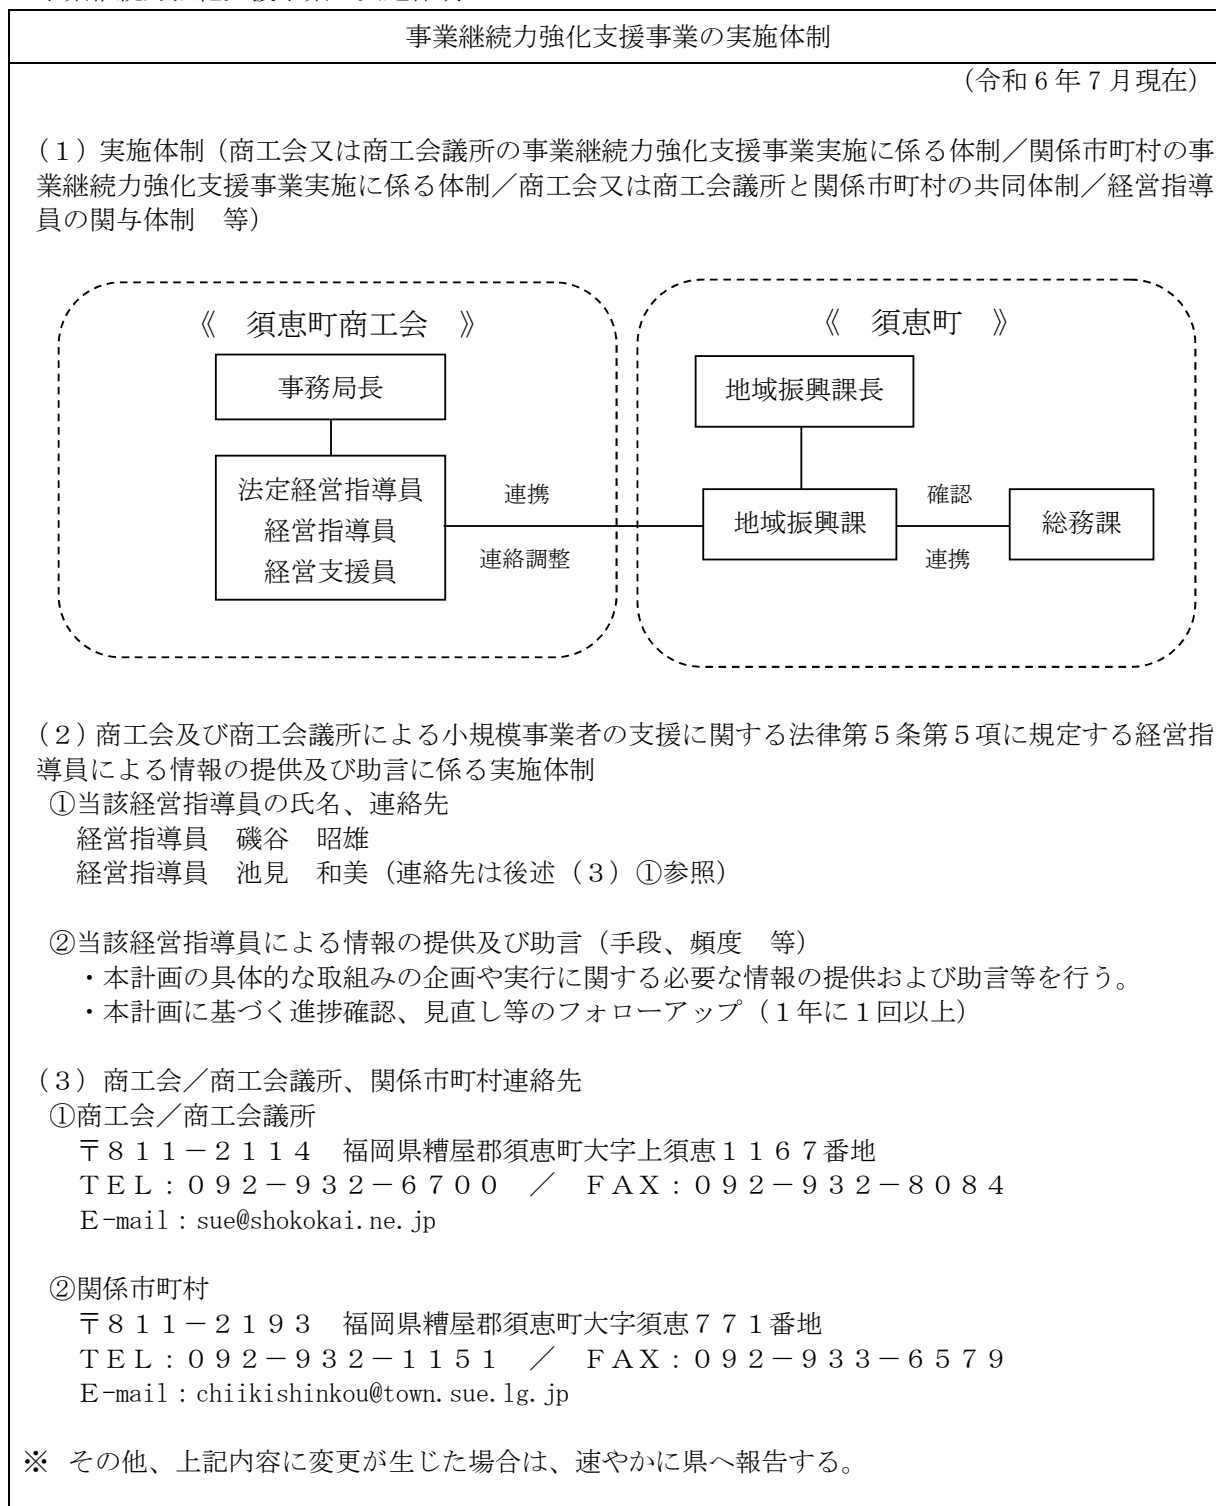 事業継続力強化支援事業の実施体制
（令和６年７月現在）
（１）実施体制（商工会又は商工会議所の事業継続力強化支援事業実施に係る体制／関係市町村の事
業継続力強化支援事業実施に係る体制／商工会又は商工会議所と関係市町村の共同体制／経営指導
員の関与体制　等）
《　須恵町商工会　》
事務局長
法定経営指導員
経営指導員
経営支援員
連携
連絡調整
《　須恵町　》
地域振興課長
地域振興課
確認
連携
総務課
（２）商工会及び商工会議所による小規模事業者の支援に関する法律第５条第５項に規定する経営指
導員による情報の提供及び助言に係る実施体制
①当該経営指導員の氏名、連絡先
経営指導員　磯谷　昭雄
経営指導員　池見　和美（連絡先は後述（３）①参照）
②当該経営指導員による情報の提供及び助言（手段、頻度　等）
・本計画の具体的な取組みの企画や実行に関する必要な情報の提供および助言等を行う。
・本計画に基づく進捗確認、見直し等のフォローアップ（１年に１回以上）
（３）商工会／商工会議所、関係市町村連絡先
①商工会／商工会議所
〒８１１－２１１４　福岡県糟屋郡須恵町大字上須恵１１６７番地
ＴＥＬ：０９２－９３２－６７００　／　ＦＡＸ：０９２－９３２－８０８４
Ｅ-mail：sue@shokokai.ne.jp
②関係市町村
〒８１１－２１９３　福岡県糟屋郡須恵町大字須恵７７１番地
ＴＥＬ：０９２－９３２－１１５１　／　ＦＡＸ：０９２－９３３－６５７９
Ｅ-mail：chiikishinkou@town.sue.lg.jp
※　その他、上記内容に変更が生じた場合は、速やかに県へ報告する。